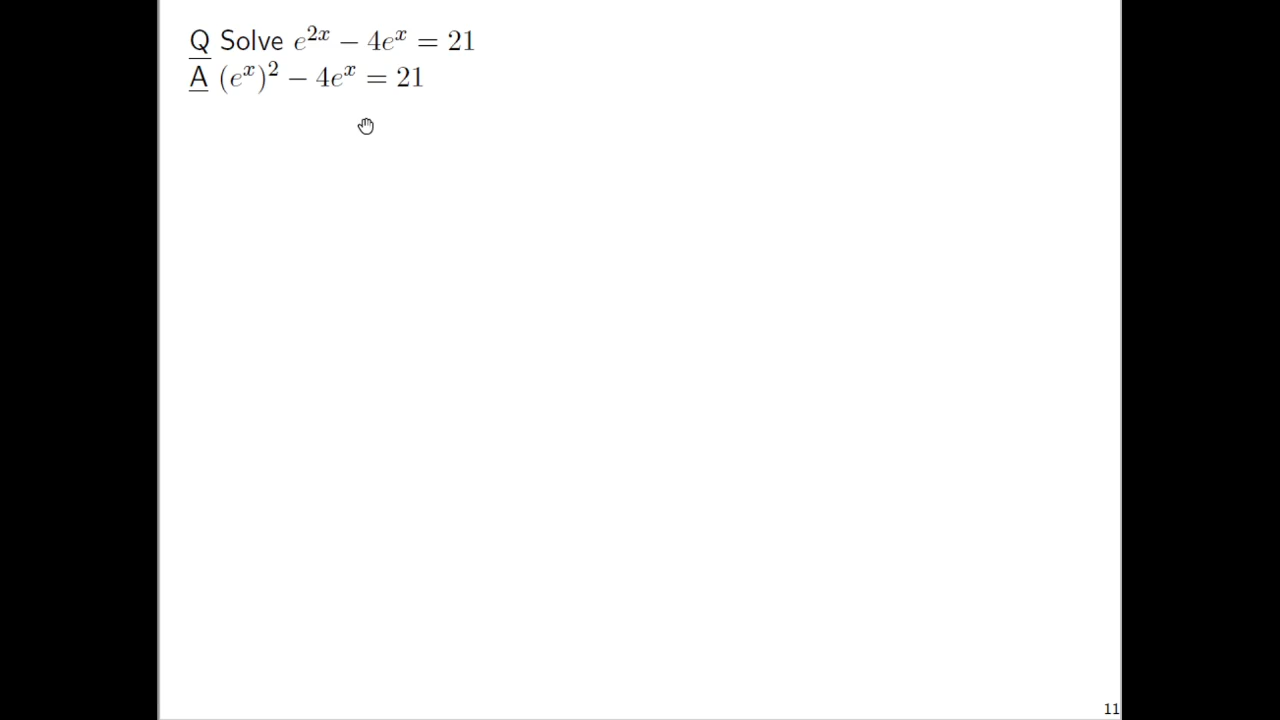 Q Solve e^{2x} − 4e^x = 21
A (e^x)^2 − 4e^x = 21
11